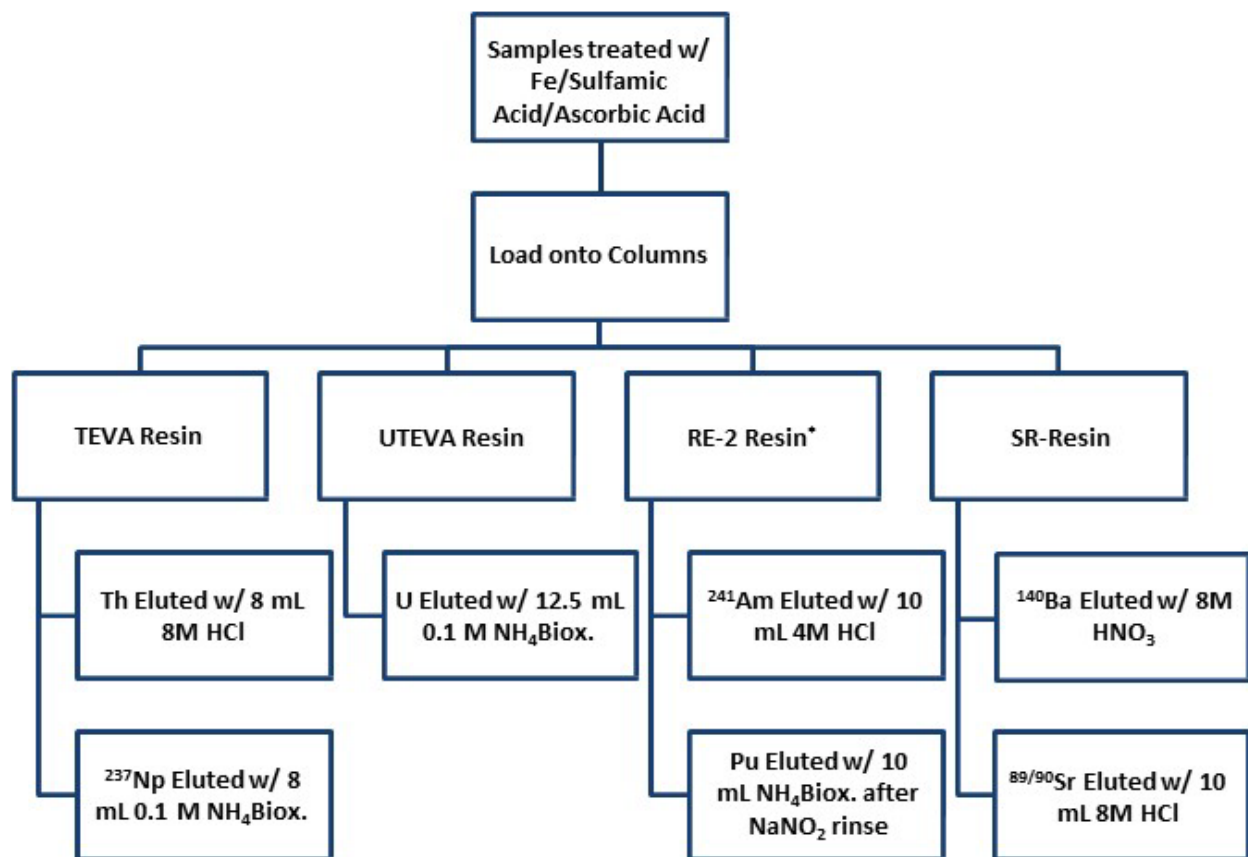 Samples treated w/
Fe/Sulfamic
Acid/Ascorbic Acid
Load onto Columns
TEVA Resin
UTEVA Resin
RE-2 Resin*
SR-Resin
Th Eluted w/ 8 mL
8M HCl
U Eluted w/ 12.5 mL
0.1 M NH₄Biox.
²⁴¹Am Eluted w/ 10
mL 4M HCl
¹⁴⁰Ba Eluted w/ 8M
HNO₃
²³⁷Np Eluted w/ 8
mL 0.1 M NH₄Biox.
Pu Eluted w/ 10
mL NH₄Biox. after
NaNO₂ rinse
⁸⁹/⁹⁰Sr Eluted w/ 10
mL 8M HCl